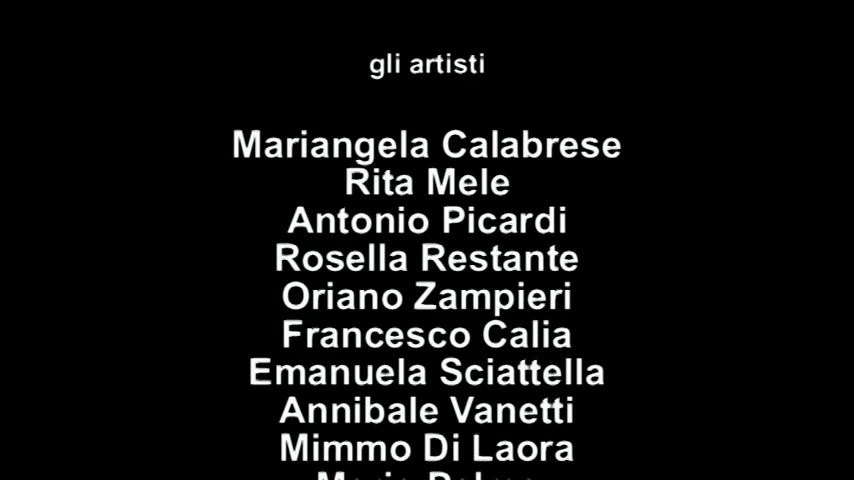 gli artisti
Mariangela Calabrese
Rita Mele
Antonio Picardi
Rosella Restante
Oriano Zampieri
Francesco Calia
Emanuela Sciattella
Annibale Vanetti
Mimmo Di Laora